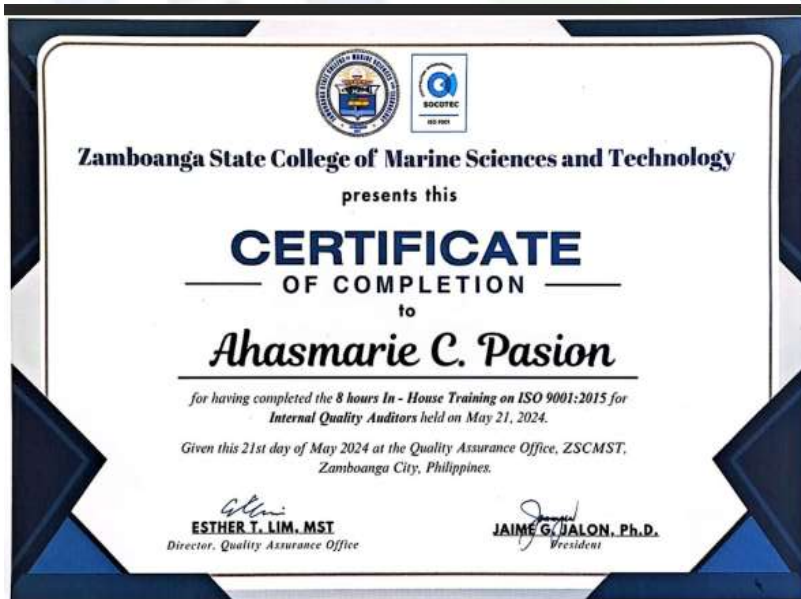 SOCOTEC
ISO 9001
Zamboanga State College of Marine Sciences and Technology
presents this
CERTIFICATE
OF COMPLETION
to
Ahasmarie C. Pasion
for having completed the 8 hours In - House Training on ISO 9001:2015 for
Internal Quality Auditors held on May 21, 2024.
Given this 21st day of May 2024 at the Quality Assurance Office, ZSCMST,
Zamboanga City, Philippines.
ESTHER T. LIM, MST
JAIME G. JALON, Ph.D.
Director, Quality Assurance Office
President